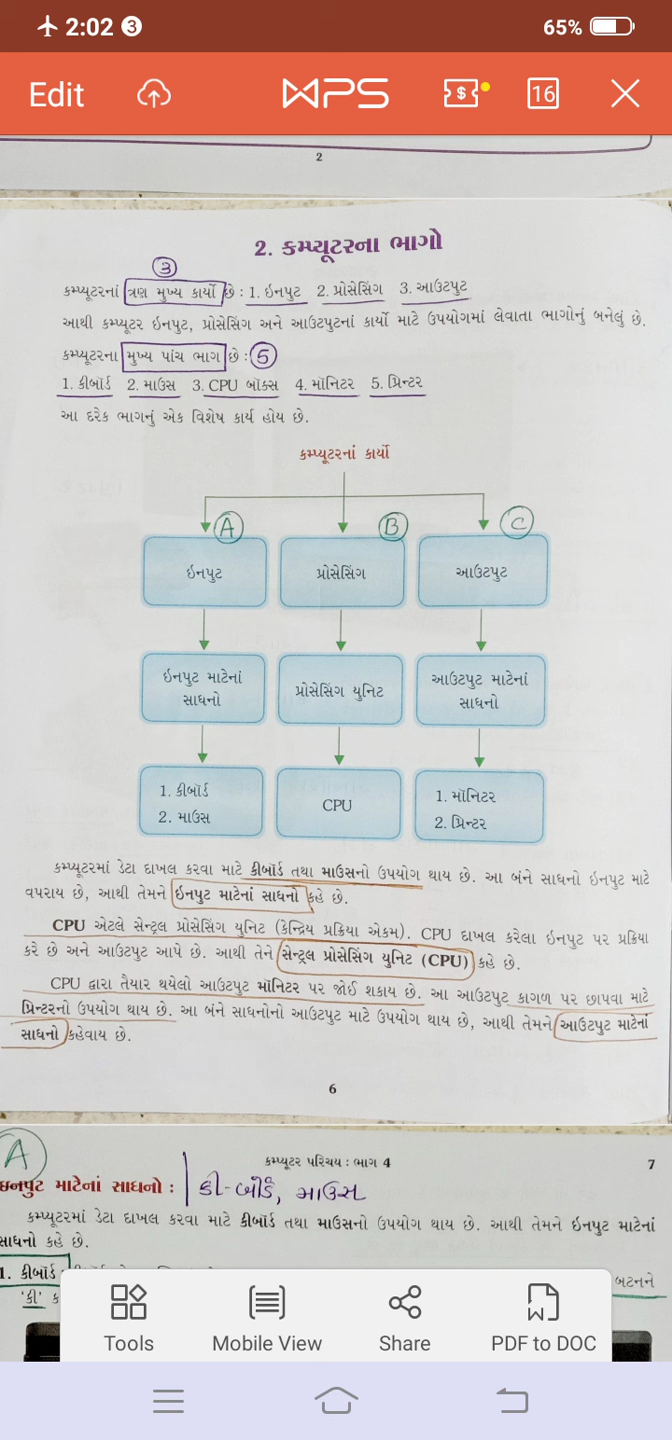 2:02 3 65%
Edit WPS $ 16
2
2. કમ્પ્યૂટરના ભાગો
3
કમ્પ્યૂટરનાં ત્રણ મુખ્ય કાર્યો છે : 1. ઇનપુટ 2. પ્રોસેસિંગ 3. આઉટપુટ
આથી કમ્પ્યૂટર ઇનપુટ, પ્રોસેસિંગ અને આઉટપુટનાં કાર્યો માટે ઉપયોગમાં લેવાતા ભાગોનું બનેલું છે.
કમ્પ્યૂટરના મુખ્ય પાંચ ભાગ છે : 5
1. કીબૉર્ડ 2. માઉસ 3. CPU બૉક્સ 4. મૉનિટર 5. પ્રિન્ટર
આ દરેક ભાગનું એક વિશેષ કાર્ય હોય છે.
કમ્પ્યૂટરનાં કાર્યો
A B C
ઇનપુટ પ્રોસેસિંગ આઉટપુટ
ઇનપુટ માટેનાં સાધનો પ્રોસેસિંગ યુનિટ આઉટપુટ માટેનાં સાધનો
1. કીબૉર્ડ CPU 1. મૉનિટર
2. માઉસ 2. પ્રિન્ટર
કમ્પ્યૂટરમાં ડેટા દાખલ કરવા માટે કીબૉર્ડ તથા માઉસનો ઉપયોગ થાય છે. આ બંને સાધનો ઇનપુટ માટે
વપરાય છે, આથી તેમને ઇનપુટ માટેનાં સાધનો કહે છે.
CPU એટલે સેન્ટ્રલ પ્રોસેસિંગ યુનિટ (કેન્દ્રિય પ્રક્રિયા એકમ). CPU દાખલ કરેલા ઇનપુટ પર પ્રક્રિયા
કરે છે અને આઉટપુટ આપે છે. આથી તેને સેન્ટ્રલ પ્રોસેસિંગ યુનિટ (CPU) કહે છે.
CPU દ્વારા તૈયાર થયેલો આઉટપુટ મૉનિટર પર જોઈ શકાય છે. આ આઉટપુટ કાગળ પર છાપવા માટે
પ્રિન્ટરનો ઉપયોગ થાય છે. આ બંને સાધનોનો આઉટપુટ માટે ઉપયોગ થાય છે, આથી તેમને આઉટપુટ માટેનાં
સાધનો કહેવાય છે.
6
A કમ્પ્યૂટર પરિચય : ભાગ 4 7
ઇનપુટ માટેનાં સાધનો : કી-બોર્ડ, માઉસ
કમ્પ્યૂટરમાં ડેટા દાખલ કરવા માટે કીબૉર્ડ તથા માઉસનો ઉપયોગ થાય છે. આથી તેમને ઇનપુટ માટેનાં
સાધનો કહે છે.
1. કીબૉર્ડ બટનને
'કી' ક
Tools Mobile View Share PDF to DOC